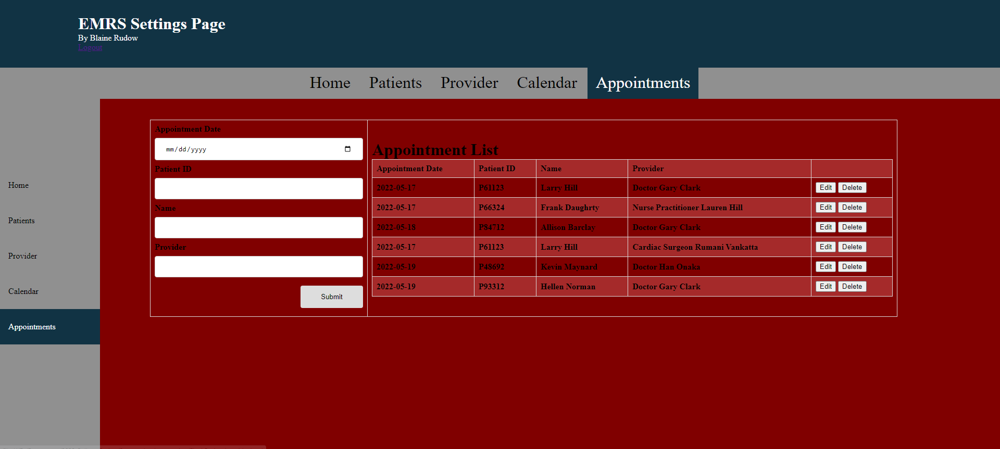 EMRS Settings Page
By Blaine Rudow
Logout
Home Patients Provider Calendar Appointments
Home
Patients
Provider
Calendar
Appointments
Appointment Date
mm/dd/yyyy
Patient ID
Name
Provider
Submit
Appointment List
Appointment Date Patient ID Name Provider
2022-05-17 P61123 Larry Hill Doctor Gary Clark Edit Delete
2022-05-17 P66324 Frank Daughrty Nurse Practitioner Lauren Hill Edit Delete
2022-05-18 P84712 Allison Barclay Doctor Gary Clark Edit Delete
2022-05-17 P61123 Larry Hill Cardiac Surgeon Rumani Vankatta Edit Delete
2022-05-19 P48692 Kevin Maynard Doctor Han Onaka Edit Delete
2022-05-19 P93312 Hellen Norman Doctor Gary Clark Edit Delete